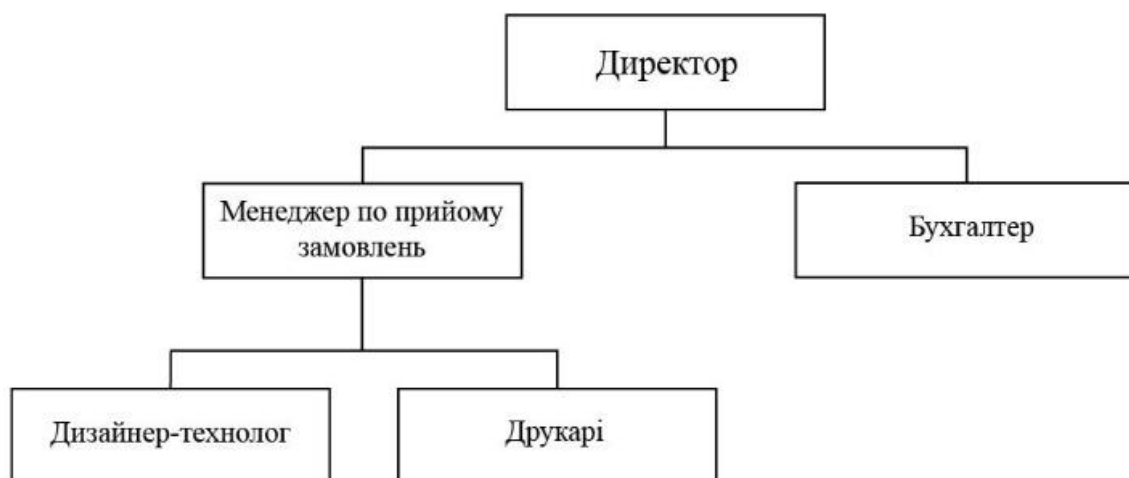 Директор
Менеджер по прийому
замовлень
Бухгалтер
Дизайнер-технолог
Друкарі